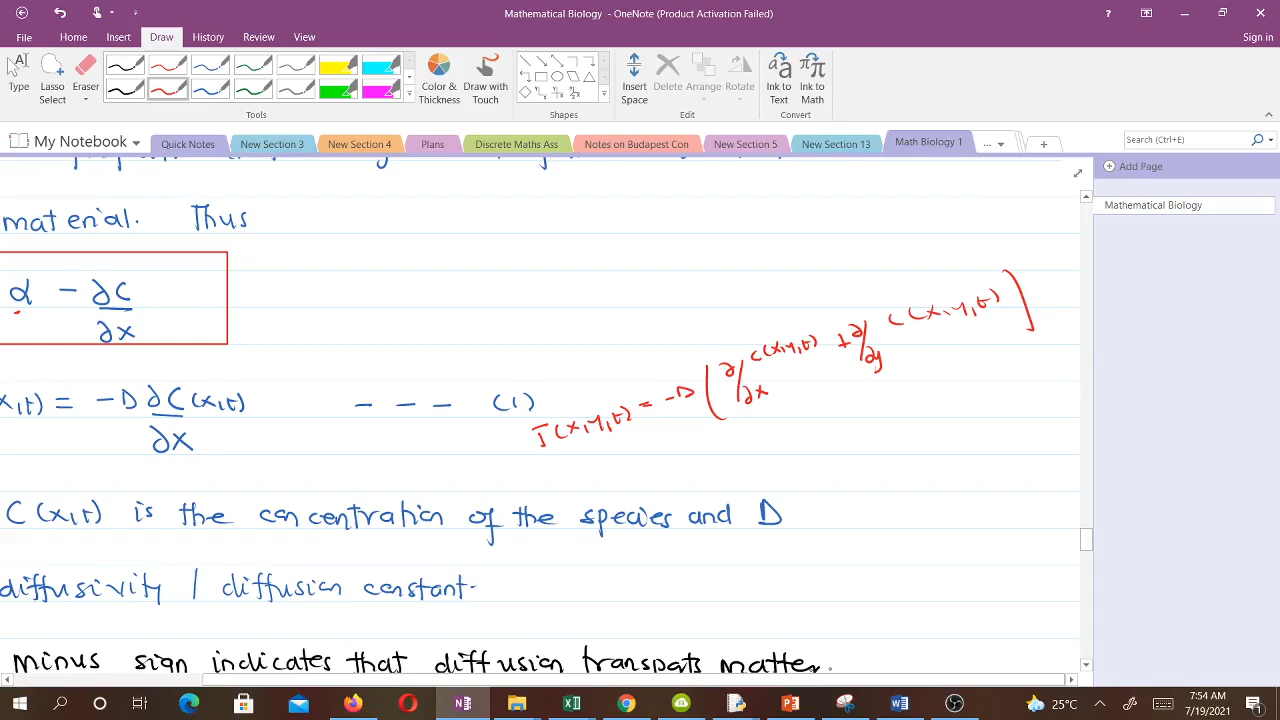 Mathematical Biology - OneNote (Product Activation Failed)
File Home Insert Draw History Review View Sign in
Type Lasso Select Eraser Color & Thickness Draw with Touch Insert Space Delete Arrange Rotate Ink to Text Ink to Math
Tools Shapes Edit Convert
My Notebook Quick Notes New Section 3 New Section 4 Plans Discrete Maths Ass Notes on Budapest Con New Section 5 New Section 13 Math Biology 1 ... Search (Ctrl+E)
Add Page
Mathematical Biology
material. Thus
α - ∂C
∂x
J(x,y,t) = -D [∂/∂x C(x,y,t) + ∂/∂y C(x,y,t)]
x,t) = -D ∂C (x,t) - - - (1)
∂x
C(x,t) is the concentration of the species and D
diffusivity / diffusion constant.
minus sign indicates that diffusion transpots matter.
25°C 7:54 AM
7/19/2021